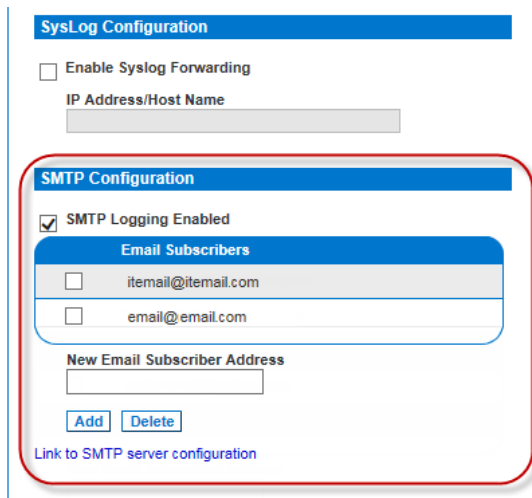 SysLog Configuration
Enable Syslog Forwarding
IP Address/Host Name
SMTP Configuration
SMTP Logging Enabled
Email Subscribers
itemail@itemail.com
email@email.com
New Email Subscriber Address
Add Delete
Link to SMTP server configuration